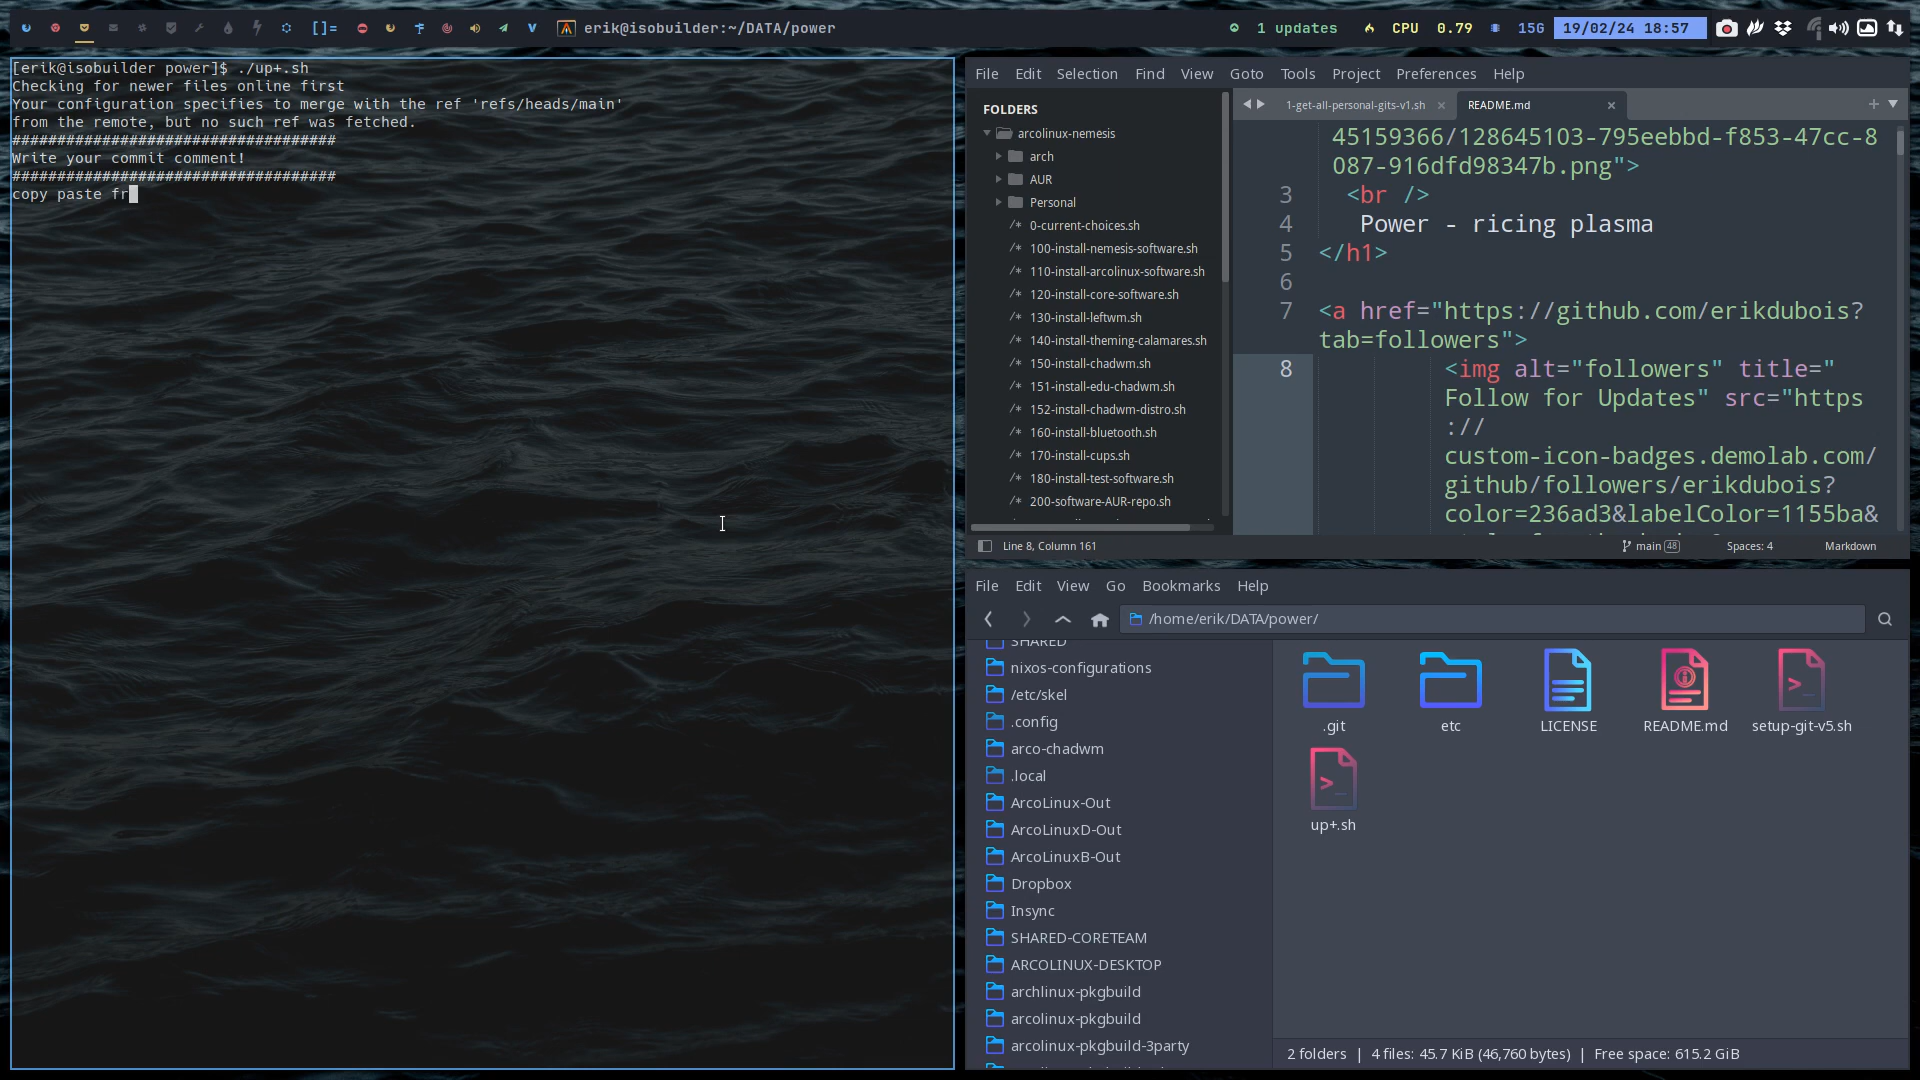 []=
erik@isobuilder:~/DATA/power
1 updates
CPU 0.79
15G
19/02/24 18:57
[erik@isobuilder power]$ ./up+.sh
Checking for newer files online first
Your configuration specifies to merge with the ref 'refs/heads/main'
from the remote, but no such ref was fetched.
####################################
Write your commit comment!
####################################
copy paste fr
File Edit Selection Find View Goto Tools Project Preferences Help
FOLDERS
arcolinux-nemesis
arch
AUR
Personal
/* 0-current-choices.sh
/* 100-install-nemesis-software.sh
/* 110-install-arcolinux-software.sh
/* 120-install-core-software.sh
/* 130-install-leftwm.sh
/* 140-install-theming-calamares.sh
/* 150-install-chadwm.sh
/* 151-install-edu-chadwm.sh
/* 152-install-chadwm-distro.sh
/* 160-install-bluetooth.sh
/* 170-install-cups.sh
/* 180-install-test-software.sh
/* 200-software-AUR-repo.sh
1-get-all-personal-gits-v1.sh
README.md
45159366/128645103-795eebbd-f853-47cc-8
087-916dfd98347b.png">
3 <br />
4 Power - ricing plasma
5 </h1>
6
7 <a href="https://github.com/erikdubois?
tab=followers">
8 <img alt="followers" title="
Follow for Updates" src="https
://
custom-icon-badges.demolab.com/
github/followers/erikdubois?
color=236ad3&labelColor=1155ba&
Line 8, Column 161
main 48
Spaces: 4
Markdown
File Edit View Go Bookmarks Help
/home/erik/DATA/power/
SHARED
nixos-configurations
/etc/skel
.config
arco-chadwm
.local
ArcoLinux-Out
ArcoLinuxD-Out
ArcoLinuxB-Out
Dropbox
Insync
SHARED-CORETEAM
ARCOLINUX-DESKTOP
archlinux-pkgbuild
arcolinux-pkgbuild
arcolinux-pkgbuild-3party
.git
etc
LICENSE
README.md
setup-git-v5.sh
up+.sh
2 folders | 4 files: 45.7 KiB (46,760 bytes) | Free space: 615.2 GiB